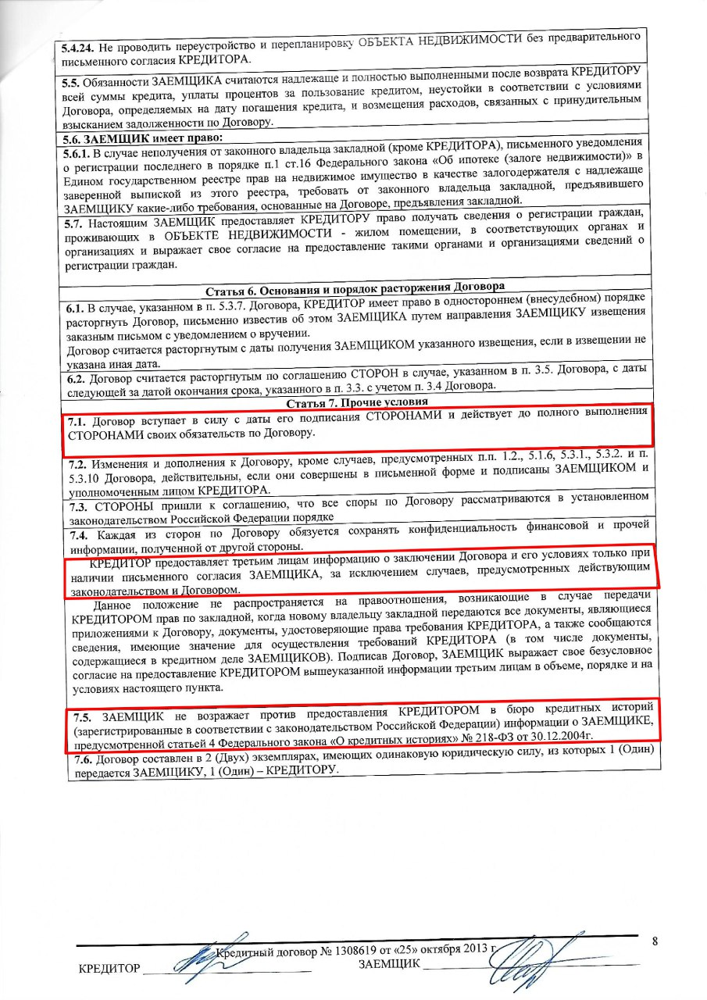 5.4.24. Не проводить переустройство и перепланировку ОБЪЕКТА НЕДВИЖИМОСТИ без предварительного
письменного согласия КРЕДИТОРА.
5.5. Обязанности ЗАЕМЩИКА считаются надлежаще и полностью выполненными после возврата КРЕДИТОРУ
всей суммы кредита, уплаты процентов за пользование кредитом, неустойки в соответствии с условиями
Договора, определяемых на дату погашения кредита, и возмещения расходов, связанных с принудительным
взысканием задолженности по Договору.
5.6. ЗАЕМЩИК имеет право:
5.6.1. В случае неполучения от законного владельца закладной (кроме КРЕДИТОРА), письменного уведомления
о регистрации последнего в порядке п.1 ст.16 Федерального закона «Об ипотеке (залоге недвижимости)» в
Едином государственном реестре прав на недвижимое имущество в качестве залогодержателя с надлежаще
заверенной выпиской из этого реестра, требовать от законного владельца закладной, предъявившего
ЗАЕМЩИКУ какие-либо требования, основанные на Договоре, предъявления закладной.
5.7. Настоящим ЗАЕМЩИК предоставляет КРЕДИТОРУ право получать сведения о регистрации граждан,
проживающих в ОБЪЕКТЕ НЕДВИЖИМОСТИ - жилом помещении, в соответствующих органах и
организациях и выражает свое согласие на предоставление такими органами и организациями сведений о
регистрации граждан.
Статья 6. Основания и порядок расторжения Договора
6.1. В случае, указанном в п. 5.3.7. Договора, КРЕДИТОР имеет право в одностороннем (внесудебном) порядке
расторгнуть Договор, письменно известив об этом ЗАЕМЩИКА путем направления ЗАЕМЩИКУ извещения
заказным письмом с уведомлением о вручении.
Договор считается расторгнутым с даты получения ЗАЕМЩИКОМ указанного извещения, если в извещении не
указана иная дата.
6.2. Договор считается расторгнутым по соглашению СТОРОН в случае, указанном в п. 3.5. Договора, с даты
следующей за датой окончания срока, указанного в п. 3.3. с учетом п. 3.4 Договора.
Статья 7. Прочие условия
7.1. Договор вступает в силу с даты его подписания СТОРОНАМИ и действует до полного выполнения
СТОРОНАМИ своих обязательств по Договору.
7.2. Изменения и дополнения к Договору, кроме случаев, предусмотренных п.п. 1.2., 5.1.6, 5.3.1., 5.3.2. и п.
5.3.10 Договора, действительны, если они совершены в письменной форме и подписаны ЗАЕМЩИКОМ и
уполномоченным лицом КРЕДИТОРА.
7.3. СТОРОНЫ пришли к соглашению, что все споры по Договору рассматриваются в установленном
законодательством Российской Федерации порядке
7.4. Каждая из сторон по Договору обязуется сохранять конфиденциальность финансовой и прочей
информации, полученной от другой стороны.
КРЕДИТОР предоставляет третьим лицам информацию о заключении Договора и его условиях только при
наличии письменного согласия ЗАЕМЩИКА, за исключением случаев, предусмотренных действующим
законодательством и Договором.
Данное положение не распространяется на правоотношения, возникающие в случае передачи
КРЕДИТОРОМ прав по закладной, когда новому владельцу закладной передаются все документы, являющиеся
приложениями к Договору, документы, удостоверяющие права требования КРЕДИТОРА, а также сообщаются
сведения, имеющие значение для осуществления требований КРЕДИТОРА (в том числе документы,
содержащиеся в кредитном деле ЗАЕМЩИКОВ). Подписав Договор, ЗАЕМЩИК выражает свое безусловное
согласие на предоставление КРЕДИТОРОМ вышеуказанной информации третьим лицам в объеме, порядке и на
условиях настоящего пункта.
7.5. ЗАЕМЩИК не возражает против предоставления КРЕДИТОРОМ в бюро кредитных историй
(зарегистрированные в соответствии с законодательством Российской Федерации) информации о ЗАЕМЩИКЕ,
предусмотренной статьей 4 Федерального закона «О кредитных историях» № 218-ФЗ от 30.12.2004г.
7.6. Договор составлен в 2 (Двух) экземплярах, имеющих одинаковую юридическую силу, из которых 1 (Один)
передается ЗАЕМЩИКУ, 1 (Один) – КРЕДИТОРУ.
8
Кредитный договор № 1308619 от «25» октября 2013 г.
КРЕДИТОР ЗАЕМЩИК